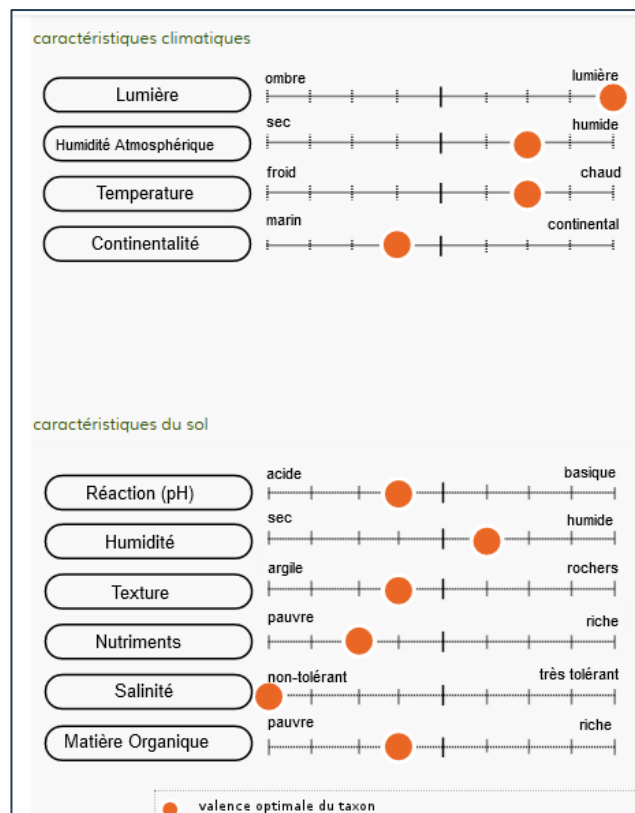 caractéristiques climatiques
Lumière
ombre
lumière
Humidité Atmosphérique
sec
humide
Temperature
froid
chaud
Continentalité
marin
continental
caractéristiques du sol
Réaction (pH)
acide
basique
Humidité
sec
humide
Texture
argile
rochers
Nutriments
pauvre
riche
Salinité
non-tolérant
très tolérant
Matière Organique
pauvre
riche
valence optimale du taxon